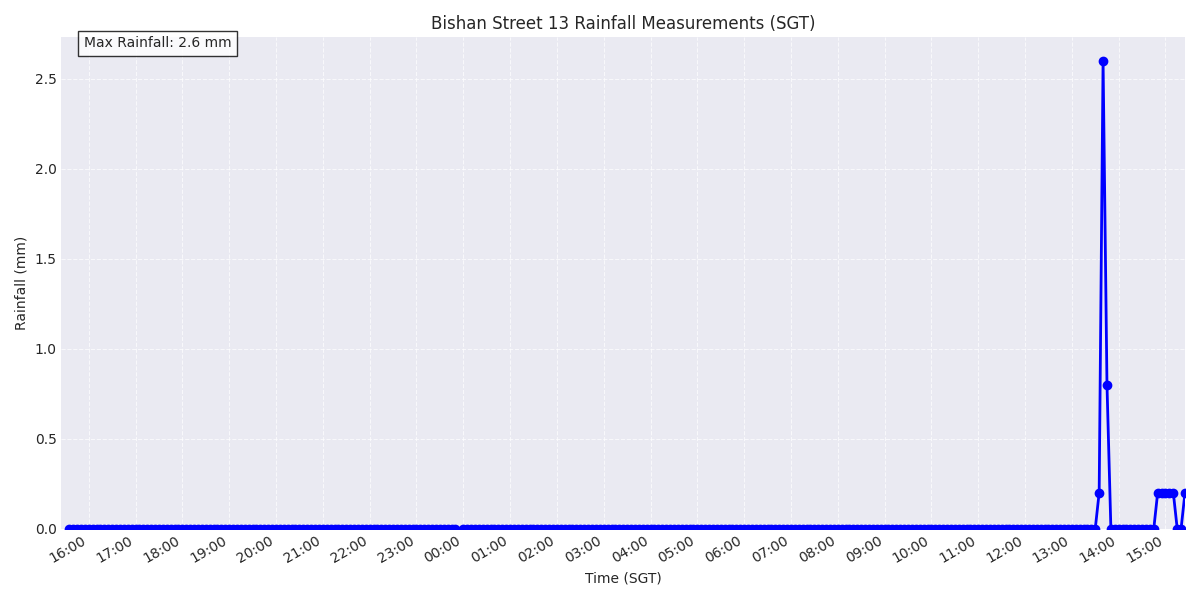 Bishan Street 13 Rainfall Measurements (SGT)
Max Rainfall: 2.6 mm
2.5
2.0
1.5
1.0
0.5
0.0
Rainfall (mm)
16:00 17:00 18:00 19:00 20:00 21:00 22:00 23:00 00:00 01:00 02:00 03:00 04:00 05:00 06:00 07:00 08:00 09:00 10:00 11:00 12:00 13:00 14:00 15:00
Time (SGT)